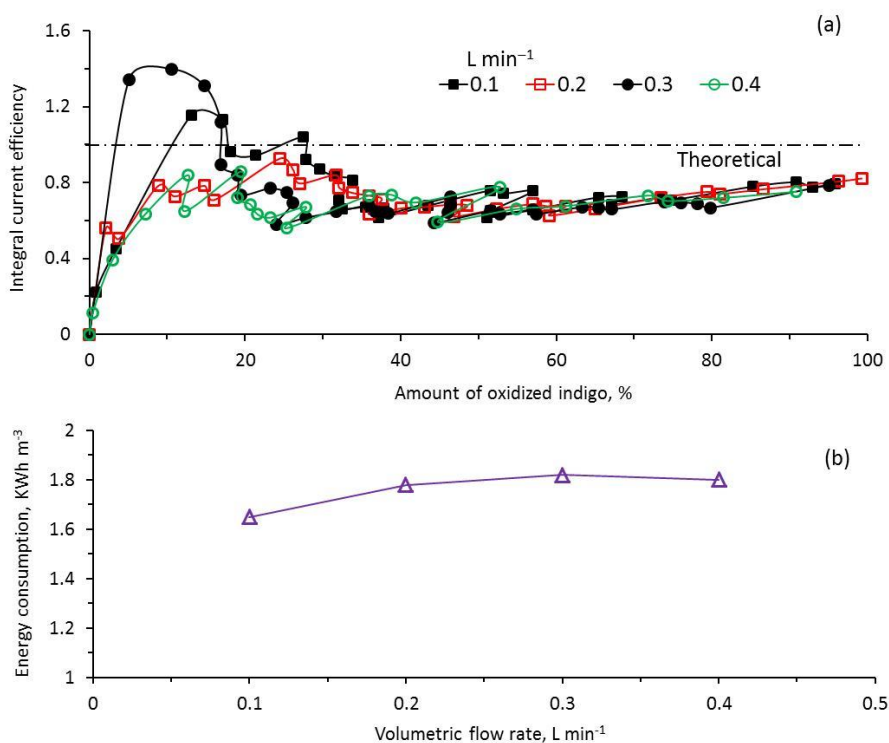 (a)
L min⁻¹
0.1 0.2 0.3 0.4
Theoretical
Integral current efficiency
1.6
1.2
0.8
0.4
0
0 20 40 60 80 100
Amount of oxidized indigo, %
(b)
Energy consumption, KWh m⁻³
2
1.8
1.6
1.4
1.2
1
0 0.1 0.2 0.3 0.4 0.5
Volumetric flow rate, L min⁻¹